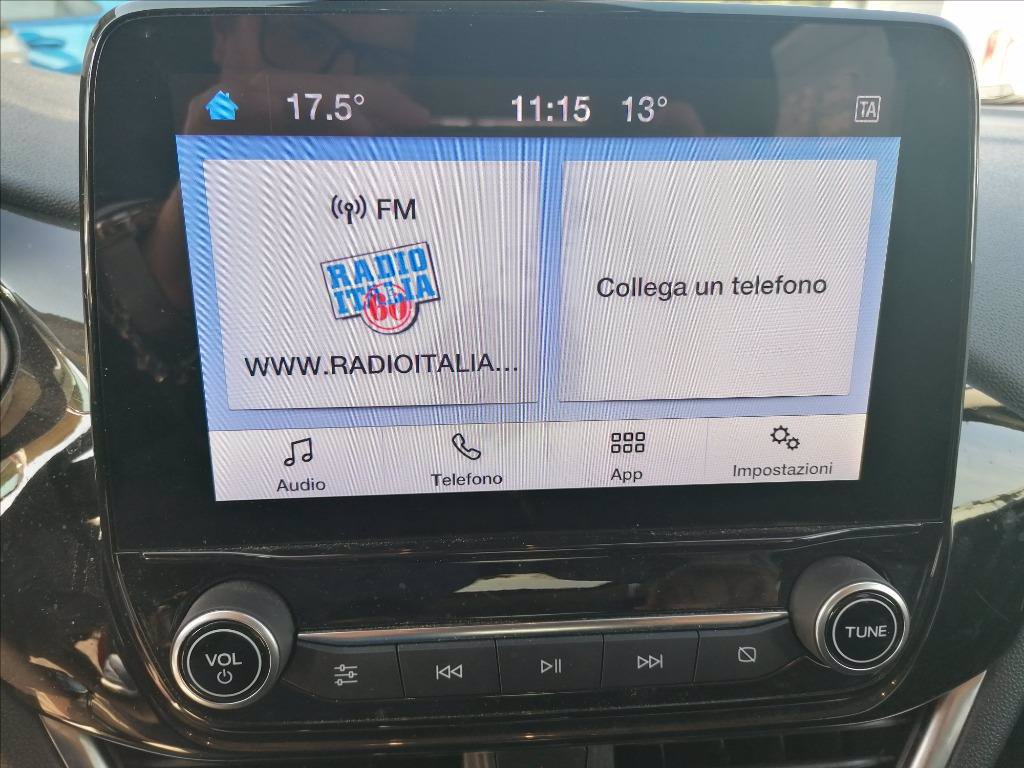 17.5° 11:15 13° TA
FM
RADIO
ITALIA
60
WWW.RADIOITALIA...
Collega un telefono
Audio Telefono App Impostazioni
VOL
TUNE